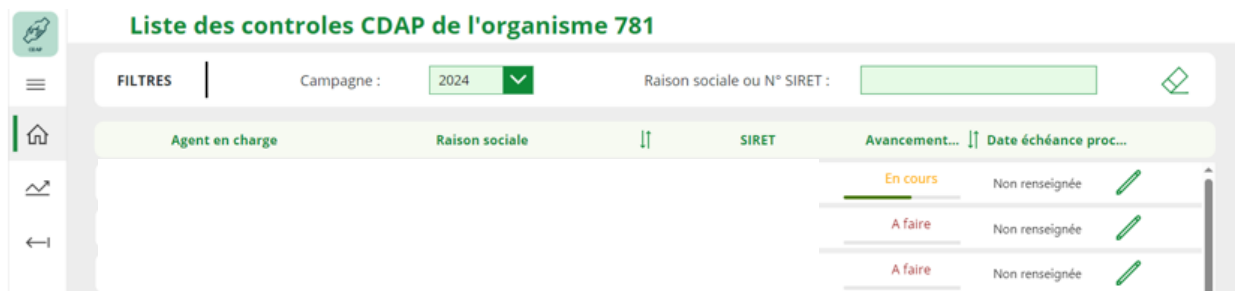 Liste des controles CDAP de l'organisme 781
CDAP
FILTRES Campagne : 2024 Raison sociale ou N° SIRET :
Agent en charge Raison sociale SIRET Avancement... Date échéance proc...
En cours Non renseignée
A faire Non renseignée
A faire Non renseignée